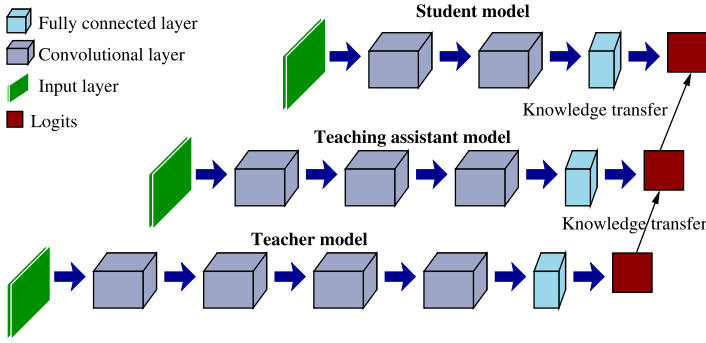 Fully connected layer
Convolutional layer
Input layer
Logits
Student model
Knowledge transfer
Teaching assistant model
Knowledge transfer
Teacher model